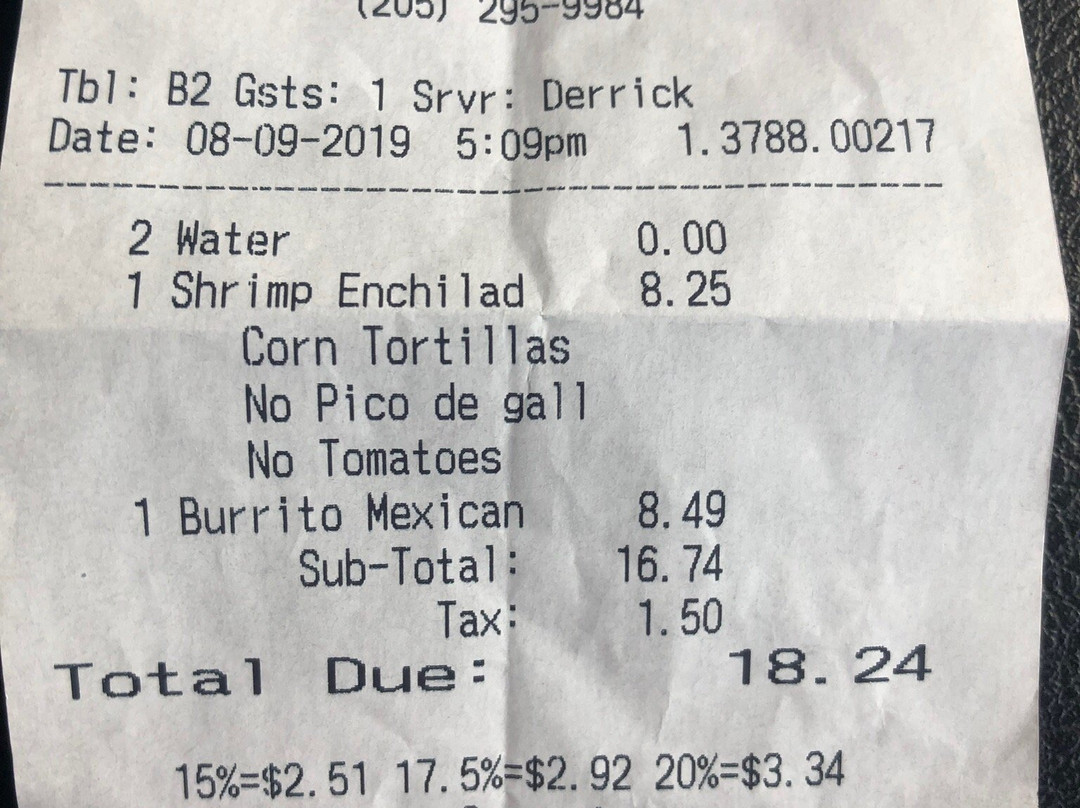 (205) 295-9984
Tbl: B2 Gsts: 1 Srvr: Derrick
Date: 08-09-2019 5:09pm 1.3788.00217
--------------------------------------
2 Water 0.00
1 Shrimp Enchilad 8.25
Corn Tortillas
No Pico de gall
No Tomatoes
1 Burrito Mexican 8.49
Sub-Total: 16.74
Tax: 1.50
Total Due: 18.24
15%=$2.51 17.5%=$2.92 20%=$3.34